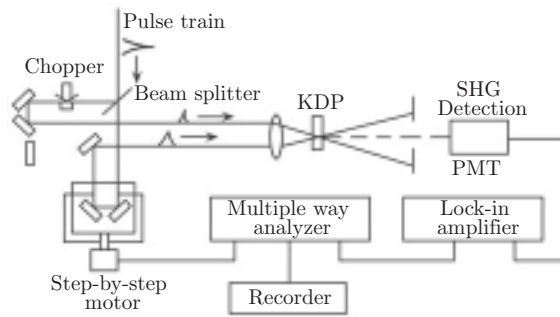 Pulse train
Chopper
Beam splitter
KDP
SHG
Detection
PMT
Multiple way
analyzer
Lock-in
amplifier
Step-by-step
motor
Recorder